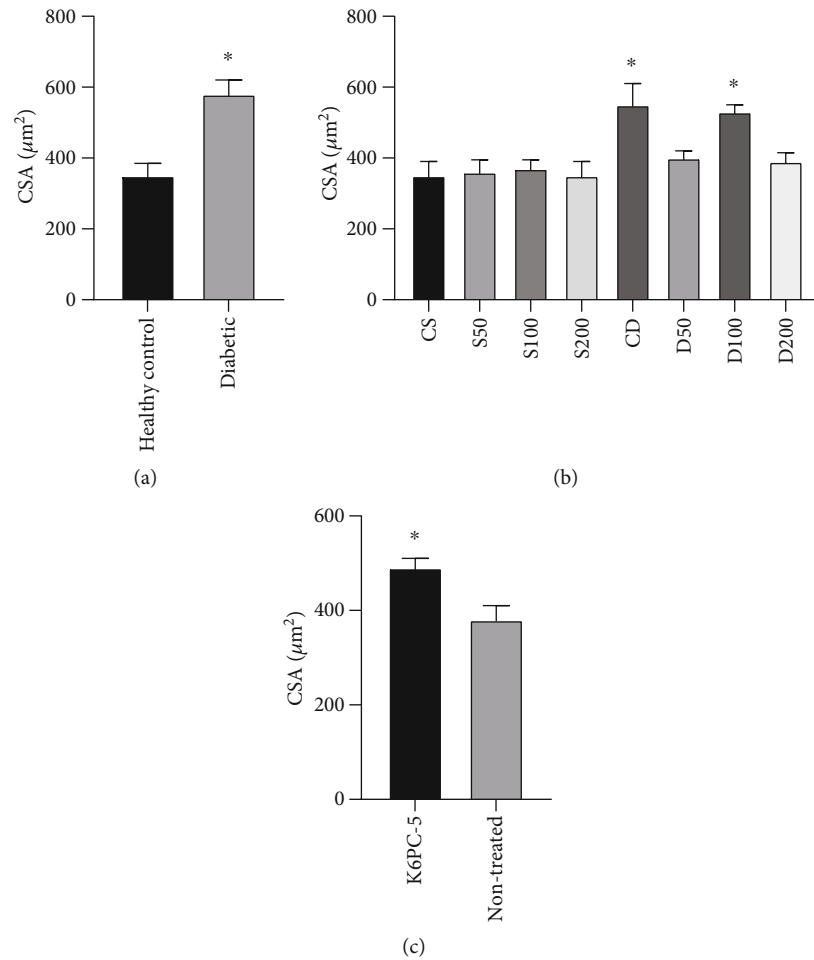 800
600
400
200
0
CSA (μm²)
*
Healthy control
Diabetic
(a)
800
600
400
200
0
CSA (μm²)
*
*
CS
S50
S100
S200
CD
D50
D100
D200
(b)
600
400
200
0
CSA (μm²)
*
K6PC-5
Non-treated
(c)